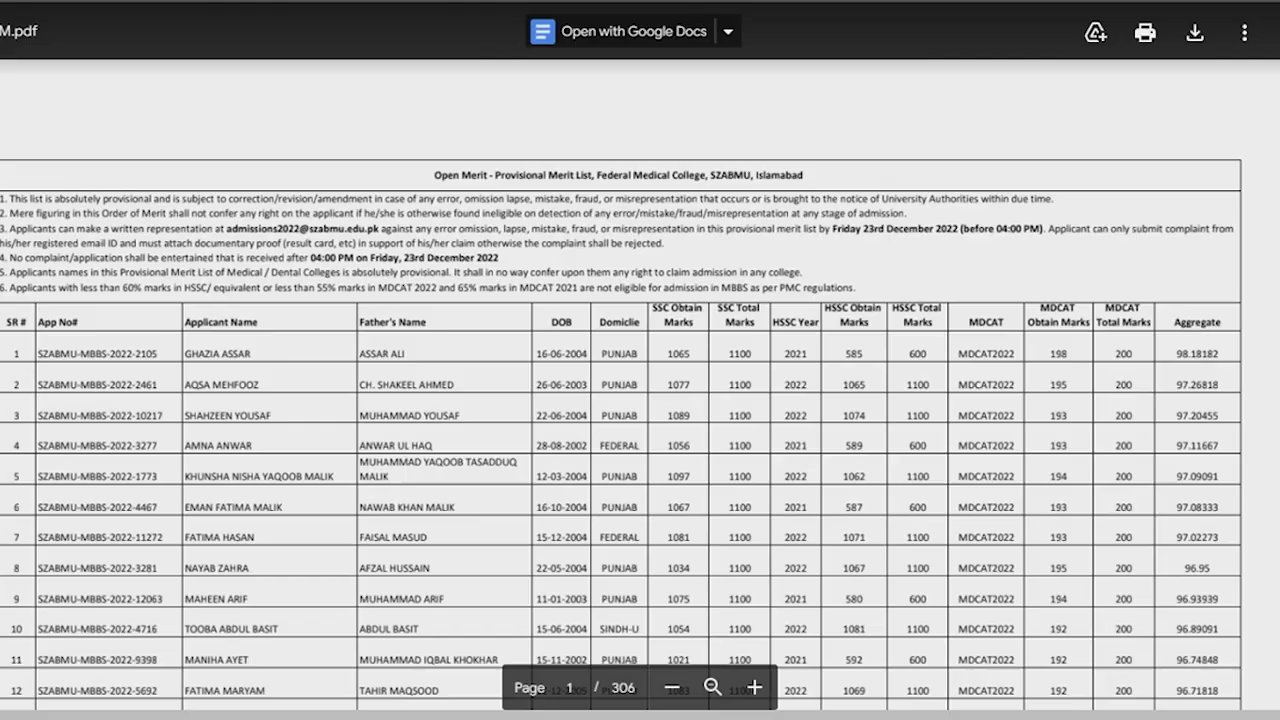 M.pdf
Open with Google Docs
Open Merit - Provisional Merit List, Federal Medical College, SZABMU, Islamabad
1. This list is absolutely provisional and is subject to correction/revision/amendment in case of any error, omission lapse, mistake, fraud, or misrepresentation that occurs or is brought to the notice of University Authorities within due time.
2. Mere figuring in this Order of Merit shall not confer any right on the applicant if he/she is otherwise found ineligible on detection of any error/mistake/fraud/misrepresentation at any stage of admission.
3. Applicants can make a written representation at admissions2022@szabmu.edu.pk against any error omission, lapse, mistake, fraud, or misrepresentation in this provisional merit list by Friday 23rd December 2022 (before 04:00 PM). Applicant can only submit complaint from
his/her registered email ID and must attach documentary proof (result card, etc) in support of his/her claim otherwise the complaint shall be rejected.
4. No complaint/application shall be entertained that is received after 04:00 PM on Friday, 23rd December 2022
5. Applicants names in this Provisional Merit List of Medical / Dental Colleges is absolutely provisional. It shall in no way confer upon them any right to claim admission in any college.
6. Applicants with less than 60% marks in HSSC/ equivalent or less than 55% marks in MDCAT 2022 and 65% marks in MDCAT 2021 are not eligible for admission in MBBS as per PMC regulations.
SR # App No# Applicant Name Father's Name DOB Domiclie SSC Obtain Marks SSC Total Marks HSSC Year HSSC Obtain Marks HSSC Total Marks MDCAT MDCAT Obtain Marks MDCAT Total Marks Aggregate
1 SZABMU-MBBS-2022-2105 GHAZIA ASSAR ASSAR ALI 16-06-2004 PUNJAB 1065 1100 2021 585 600 MDCAT2022 198 200 98.18182
2 SZABMU-MBBS-2022-2461 AQSA MEHFOOZ CH. SHAKEEL AHMED 26-06-2003 PUNJAB 1077 1100 2022 1065 1100 MDCAT2022 195 200 97.26818
3 SZABMU-MBBS-2022-10217 SHAHZEEN YOUSAF MUHAMMAD YOUSAF 22-06-2004 PUNJAB 1089 1100 2022 1074 1100 MDCAT2022 193 200 97.20455
4 SZABMU-MBBS-2022-3277 AMNA ANWAR ANWAR UL HAQ 28-08-2002 FEDERAL 1056 1100 2021 589 600 MDCAT2022 193 200 97.11667
5 SZABMU-MBBS-2022-1773 KHUNSHA NISHA YAQOOB MALIK MUHAMMAD YAQOOB TASADDUQ MALIK 12-03-2004 PUNJAB 1097 1100 2022 1062 1100 MDCAT2022 194 200 97.09091
6 SZABMU-MBBS-2022-4467 EMAN FATIMA MALIK NAWAB KHAN MALIK 16-10-2004 PUNJAB 1067 1100 2021 587 600 MDCAT2022 193 200 97.08333
7 SZABMU-MBBS-2022-11272 FATIMA HASAN FAISAL MASUD 15-12-2004 FEDERAL 1081 1100 2022 1071 1100 MDCAT2022 193 200 97.02273
8 SZABMU-MBBS-2022-3281 NAYAB ZAHRA AFZAL HUSSAIN 22-05-2004 PUNJAB 1034 1100 2022 1067 1100 MDCAT2022 195 200 96.95
9 SZABMU-MBBS-2022-12063 MAHEEN ARIF MUHAMMAD ARIF 11-01-2003 PUNJAB 1075 1100 2021 580 600 MDCAT2022 194 200 96.93939
10 SZABMU-MBBS-2022-4716 TOOBA ABDUL BASIT ABDUL BASIT 15-06-2004 SINDH-U 1054 1100 2022 1081 1100 MDCAT2022 192 200 96.89091
11 SZABMU-MBBS-2022-9398 MANIHA AYET MUHAMMAD IQBAL KHOKHAR 15-11-2002 PUNJAB 1021 1100 2021 592 600 MDCAT2022 192 200 96.74848
12 SZABMU-MBBS-2022-5692 FATIMA MARYAM TAHIR MAQSOOD 1083 2022 1069 1100 MDCAT2022 192 200 96.71818
Page 1 / 306